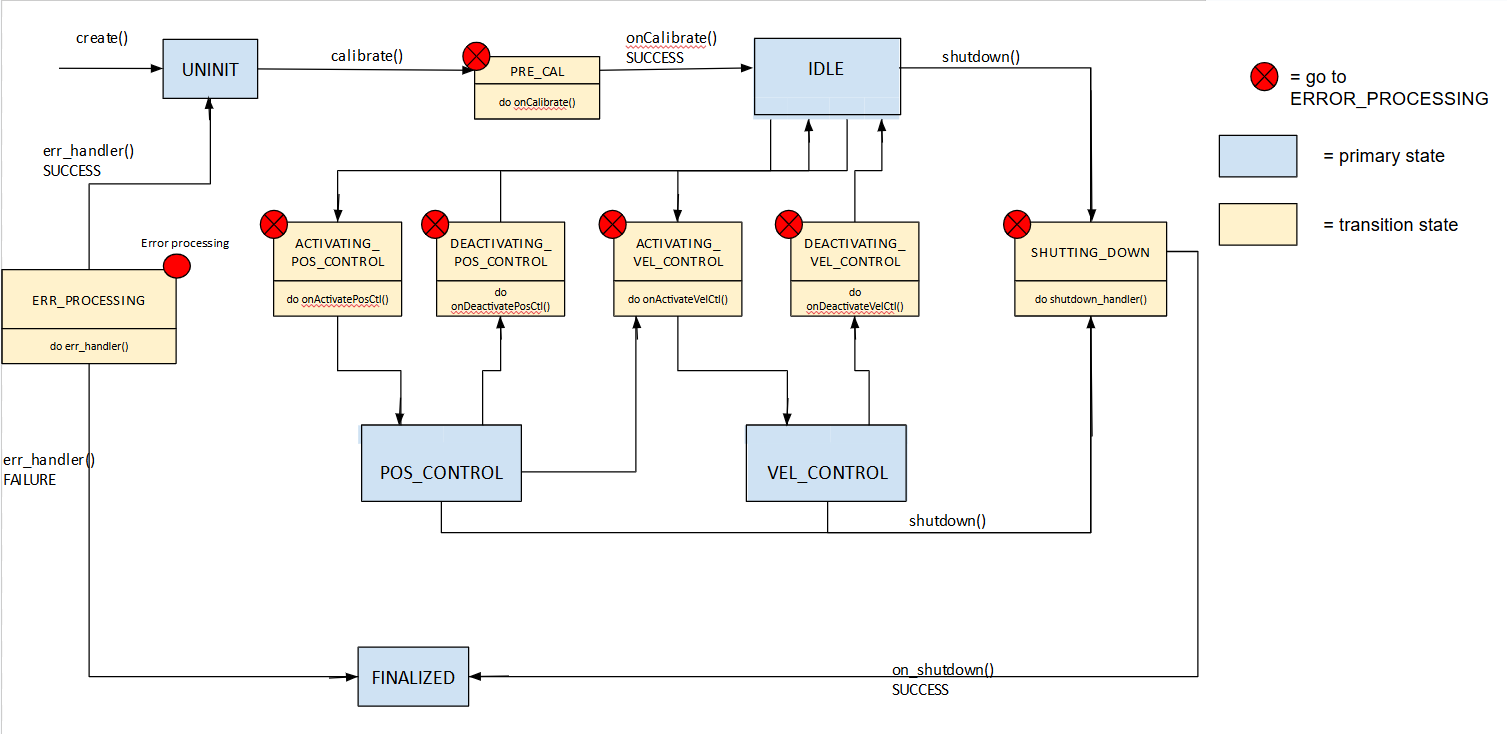 create()
UNINIT
calibrate()
PRE_CAL
do onCalibrate()
onCalibrate()
SUCCESS
IDLE
shutdown()
= go to
ERROR_PROCESSING
= primary state
= transition state
err_handler()
SUCCESS
Error processing
ERR_PROCESSING
do err_handler()
ACTIVATING_
POS_CONTROL
do onActivatePosCtl()
DEACTIVATING_
POS_CONTROL
do
onDeactivatePosCtl()
ACTIVATING_
VEL_CONTROL
do onActivateVelCtl()
DEACTIVATING_
VEL_CONTROL
do
onDeactivateVelCtl()
SHUTTING_DOWN
do shutdown_handler()
err_handler()
FAILURE
POS_CONTROL
VEL_CONTROL
shutdown()
FINALIZED
on_shutdown()
SUCCESS